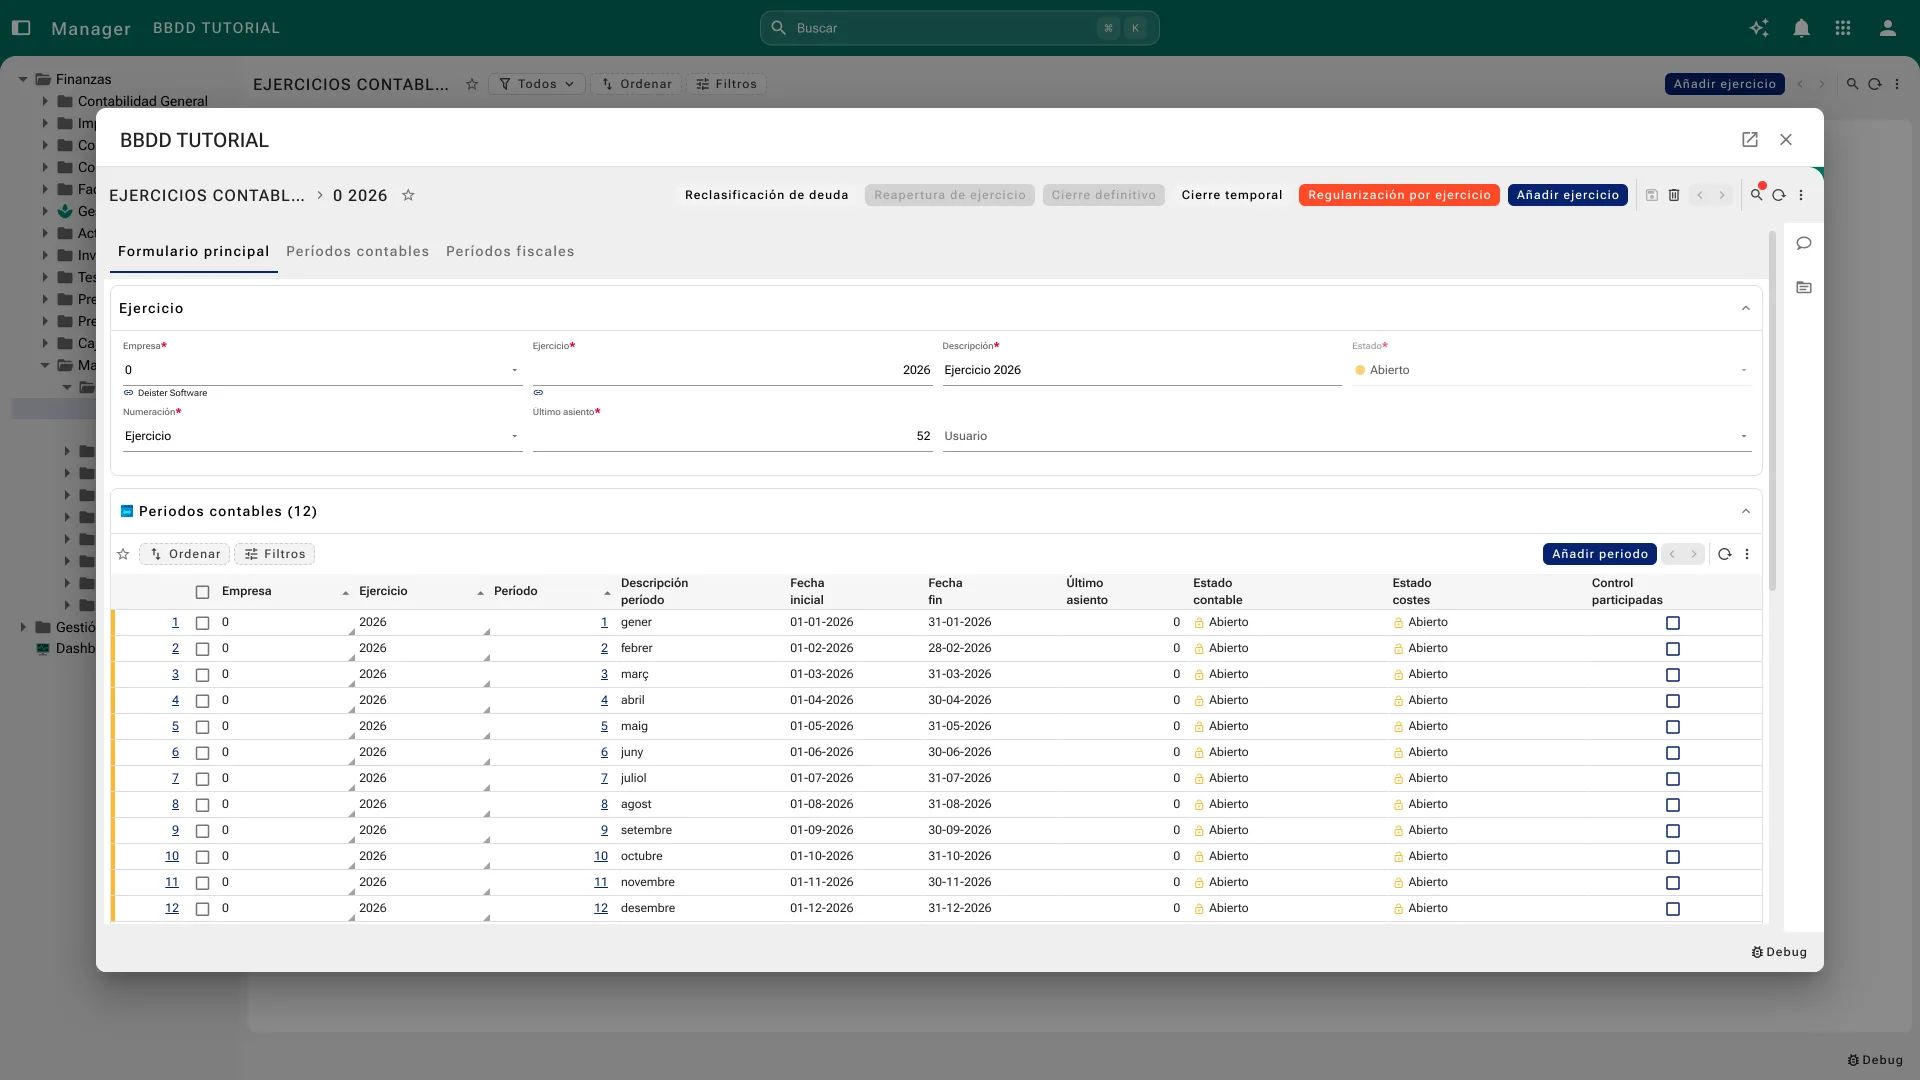 Manager
BBDD TUTORIAL
Buscar
⌘
K
Finanzas
Contabilidad General
EJERCICIOS CONTABL...
Todos
Ordenar
Filtros
Añadir ejercicio
BBDD TUTORIAL
EJERCICIOS CONTABL... > 0 2026
Reclasificación de deuda
Reapertura de ejercicio
Cierre definitivo
Cierre temporal
Regularización por ejercicio
Añadir ejercicio
Formulario principal
Períodos contables
Períodos fiscales
Ejercicio
Empresa*
Ejercicio*
Descripción*
Estado*
0
2026
Ejercicio 2026
Abierto
Deister Software
Numeración*
Último asiento*
Ejercicio
52
Usuario
Periodos contables (12)
Ordenar
Filtros
Añadir periodo
Empresa
Ejercicio
Período
Descripción período
Fecha inicial
Fecha fin
Último asiento
Estado contable
Estado costes
Control participadas
1 0 2026 1 gener 01-01-2026 31-01-2026 0 Abierto Abierto
2 0 2026 2 febrer 01-02-2026 28-02-2026 0 Abierto Abierto
3 0 2026 3 març 01-03-2026 31-03-2026 0 Abierto Abierto
4 0 2026 4 abril 01-04-2026 30-04-2026 0 Abierto Abierto
5 0 2026 5 maig 01-05-2026 31-05-2026 0 Abierto Abierto
6 0 2026 6 juny 01-06-2026 30-06-2026 0 Abierto Abierto
7 0 2026 7 juliol 01-07-2026 31-07-2026 0 Abierto Abierto
8 0 2026 8 agost 01-08-2026 31-08-2026 0 Abierto Abierto
9 0 2026 9 setembre 01-09-2026 30-09-2026 0 Abierto Abierto
10 0 2026 10 octubre 01-10-2026 31-10-2026 0 Abierto Abierto
11 0 2026 11 novembre 01-11-2026 30-11-2026 0 Abierto Abierto
12 0 2026 12 desembre 01-12-2026 31-12-2026 0 Abierto Abierto
Debug
Debug